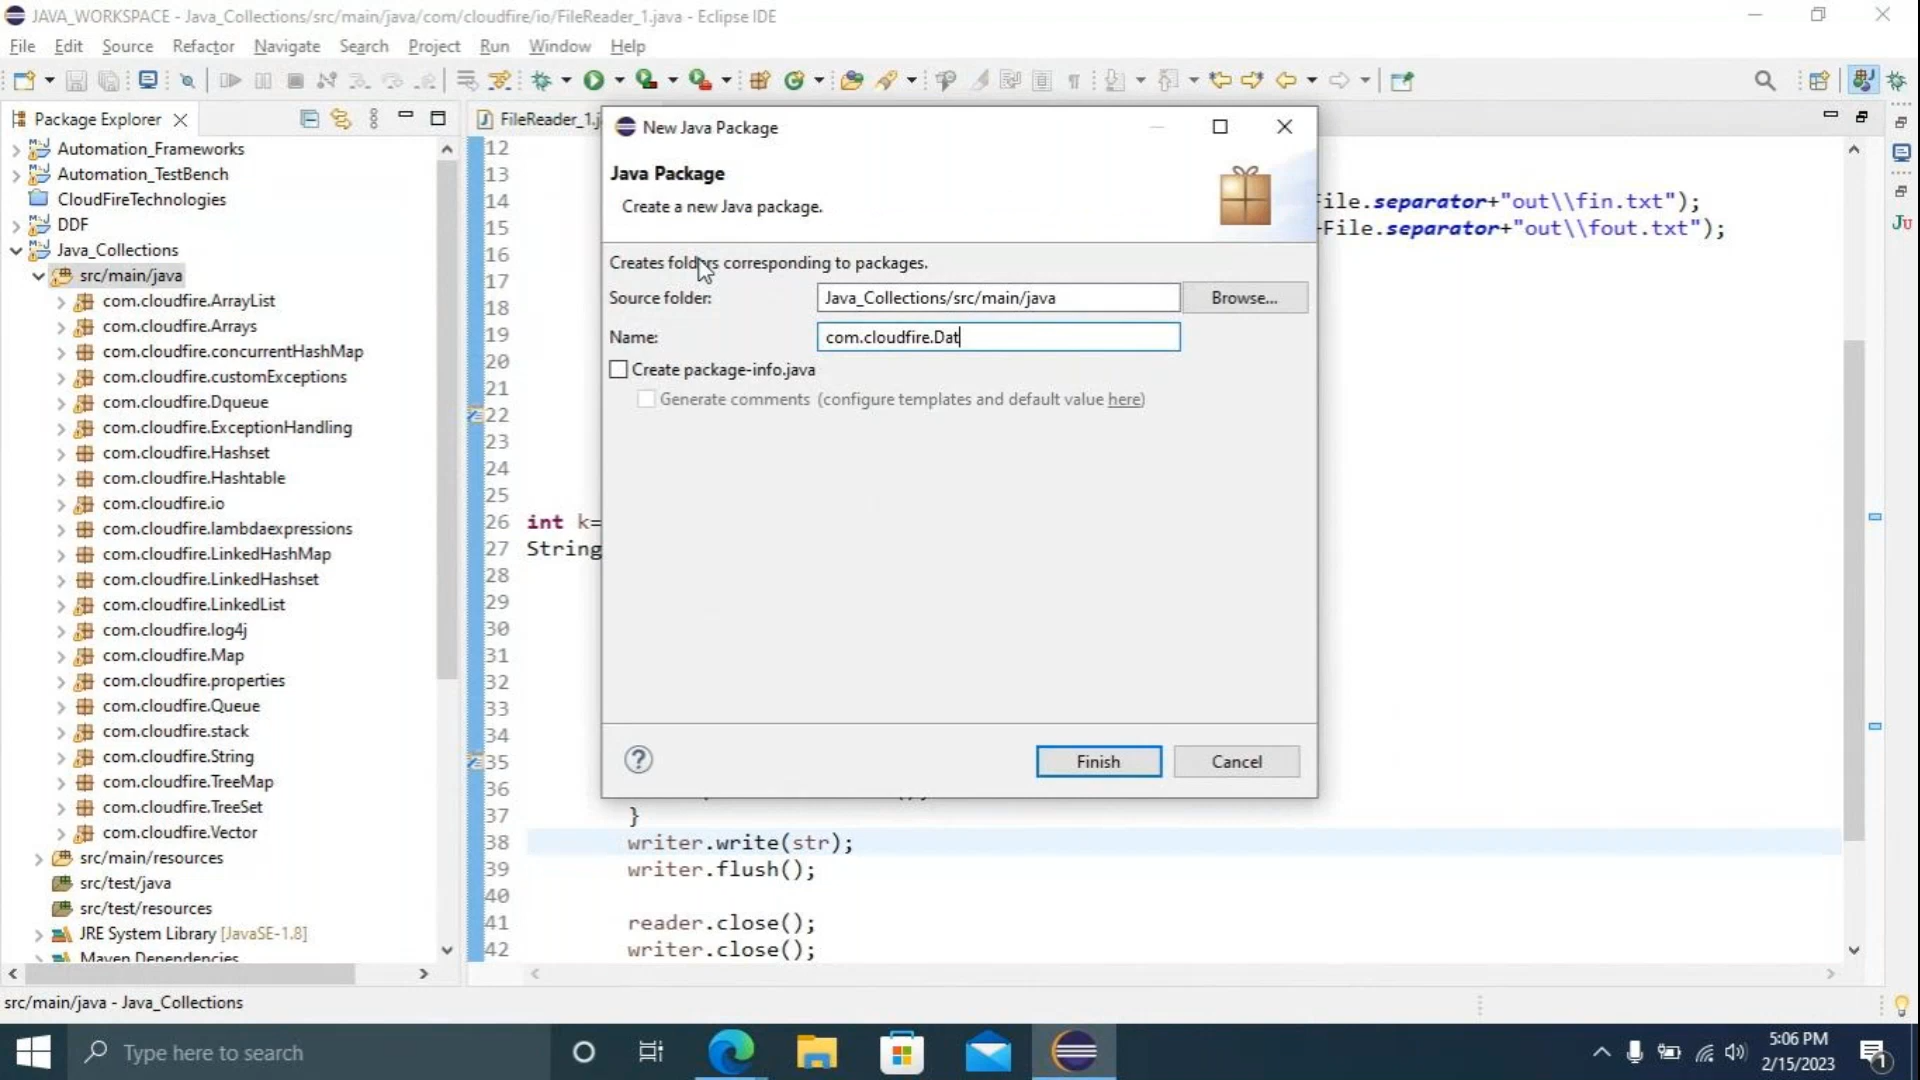 JAVA_WORKSPACE - Java_Collections/src/main/java/com/cloudfire/io/FileReader_1.java - Eclipse IDE
File Edit Source Refactor Navigate Search Project Run Window Help
Package Explorer
Automation_Frameworks
Automation_TestBench
CloudFireTechnologies
DDF
Java_Collections
src/main/java
com.cloudfire.ArrayList
com.cloudfire.Arrays
com.cloudfire.concurrentHashMap
com.cloudfire.customExceptions
com.cloudfire.Dqueue
com.cloudfire.ExceptionHandling
com.cloudfire.Hashset
com.cloudfire.Hashtable
com.cloudfire.io
com.cloudfire.lambdaexpressions
com.cloudfire.LinkedHashMap
com.cloudfire.LinkedHashset
com.cloudfire.LinkedList
com.cloudfire.log4j
com.cloudfire.Map
com.cloudfire.properties
com.cloudfire.Queue
com.cloudfire.stack
com.cloudfire.String
com.cloudfire.TreeMap
com.cloudfire.TreeSet
com.cloudfire.Vector
src/main/resources
src/test/java
src/test/resources
JRE System Library [JavaSE-1.8]
Maven Dependencies
FileReader_1.j
12
13
14 File.separator+"out\\fin.txt");
15 File.separator+"out\\fout.txt");
16
17
18
19
20
21
22
23
24
25
26 int k=
27 String
28
29
30
31
32
33
34
35
36
37 }
38 writer.write(str);
39 writer.flush();
40
41 reader.close();
42 writer.close();
New Java Package
Java Package
Create a new Java package.
Creates folders corresponding to packages.
Source folder: Java_Collections/src/main/java Browse...
Name: com.cloudfire.Dat
Create package-info.java
Generate comments (configure templates and default value here)
? Finish Cancel
JU
src/main/java - Java_Collections
Type here to search
5:06 PM
2/15/2023
1